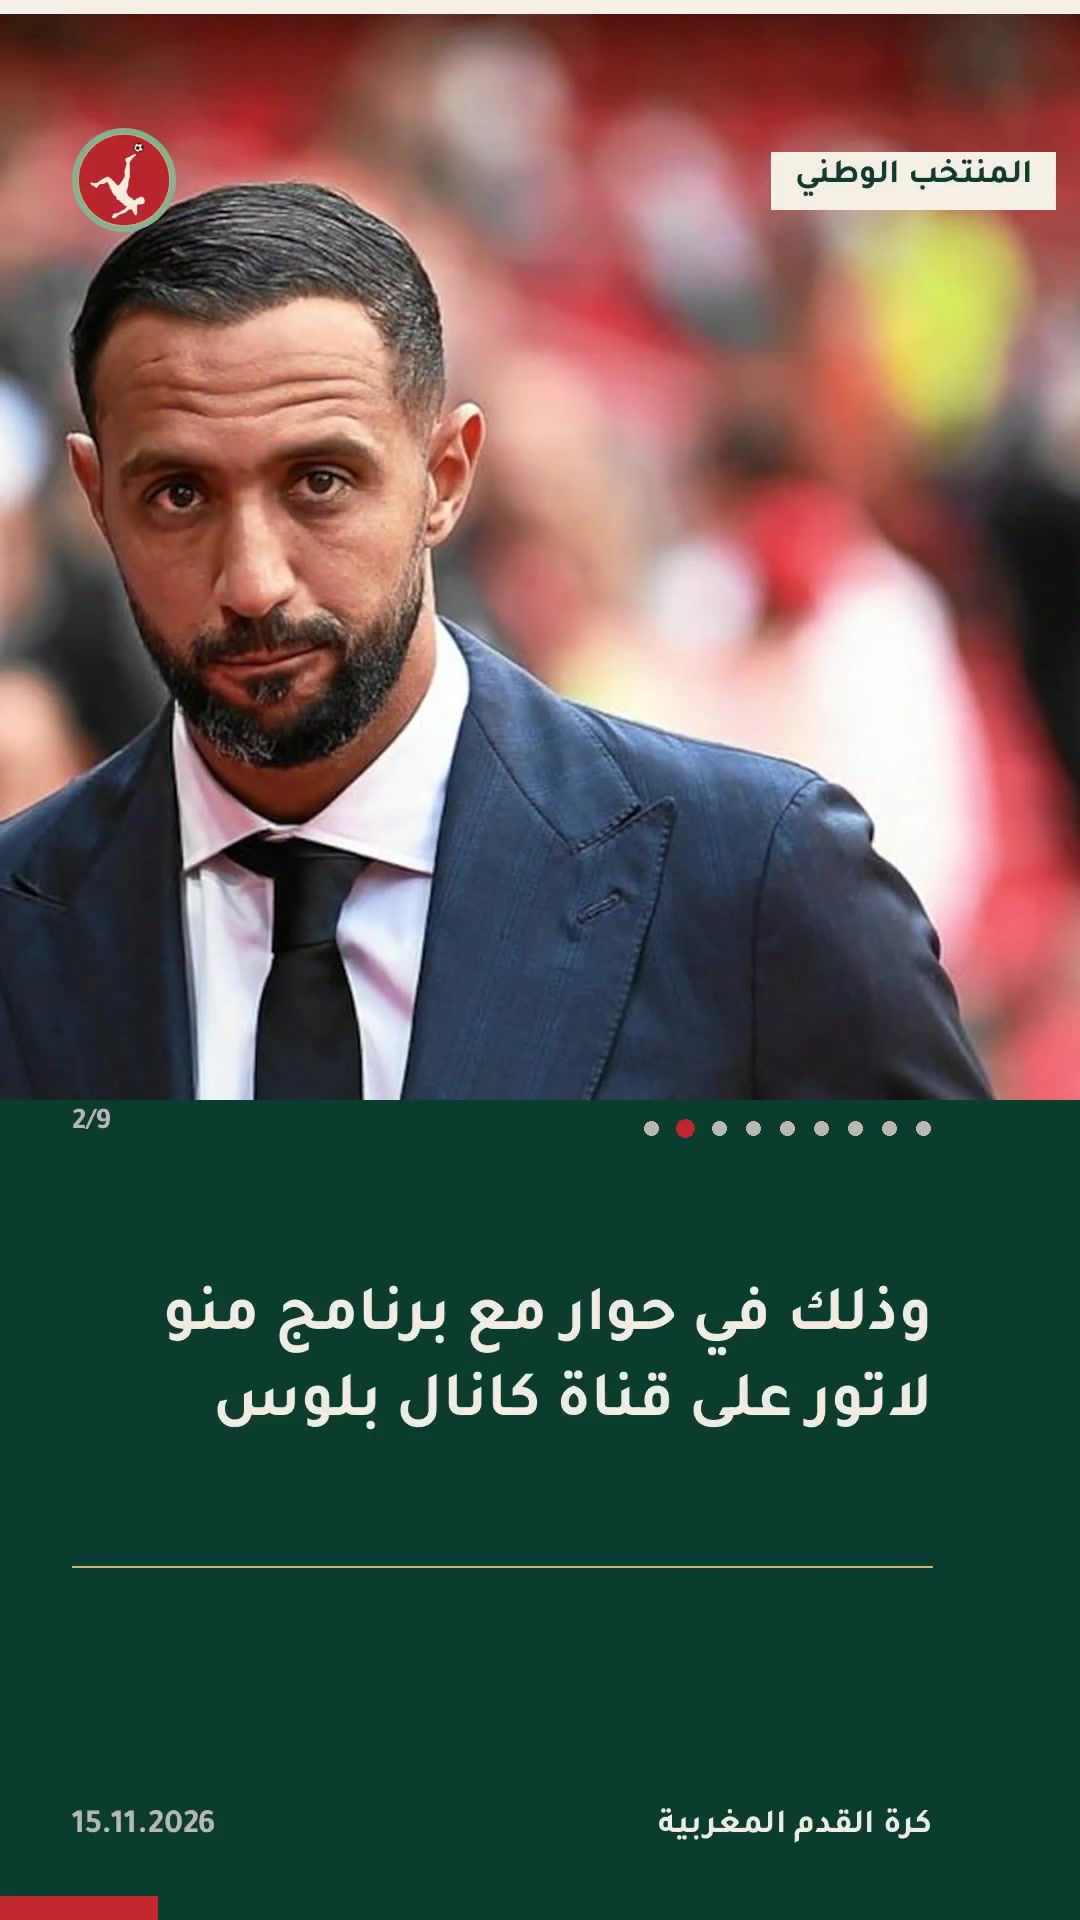 المنتخب الوطني
2/9
وذلك في حوار مع برنامج منو
لاتور على قناة كانال بلوس
كرة القدم المغربية
15.11.2026